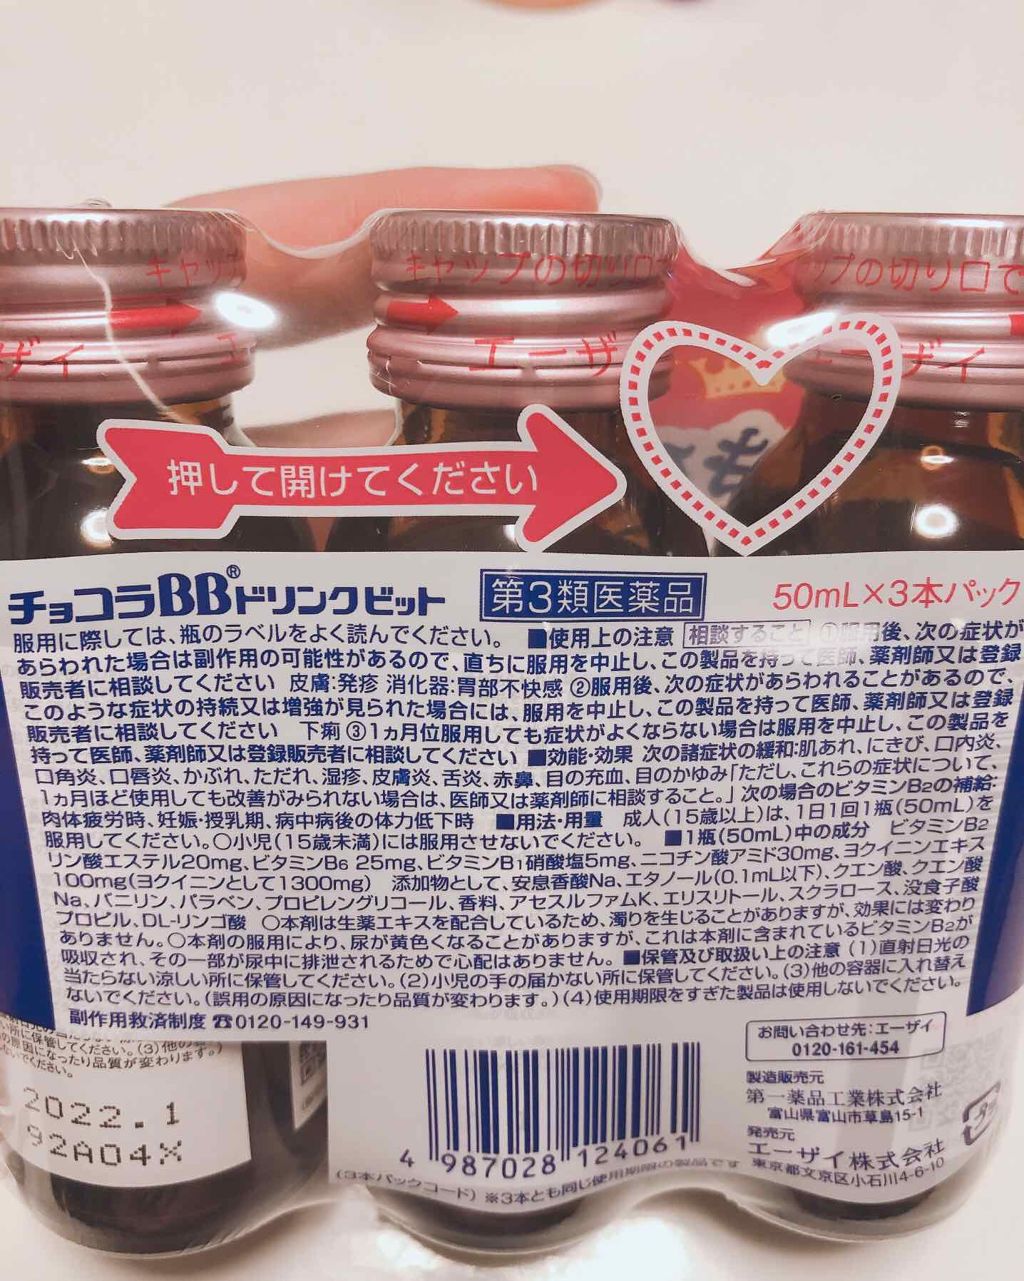 キャップ
キャップの切り口
ップの切り口で
ザイ
エーザ
エーザイ
押して開けてください
も
チョコラBB®ドリンクビット 第3類医薬品 50mL×3本パック
服用に際しては、瓶のラベルをよく読んでください。 ■使用上の注意 相談すること ①服用後、次の症状が
あらわれた場合は副作用の可能性があるので、直ちに服用を中止し、この製品を持って医師、薬剤師又は登録
販売者に相談してください 皮膚:発疹 消化器:胃部不快感 ②服用後、次の症状があらわれることがあるので、
このような症状の持続又は増強が見られた場合には、服用を中止し、この製品を持って医師、薬剤師又は登録
販売者に相談してください 下痢 ③1ヵ月位服用しても症状がよくならない場合は服用を中止し、この製品を
持って医師、薬剤師又は登録販売者に相談してください ■効能・効果 次の諸症状の緩和:肌あれ、にきび、口内炎、
口角炎、口唇炎、かぶれ、ただれ、湿疹、皮膚炎、舌炎、赤鼻、目の充血、目のかゆみ「ただし、これらの症状について、
1ヵ月ほど使用しても改善がみられない場合は、医師又は薬剤師に相談すること。」 次の場合のビタミンB2の補給:
肉体疲労時、妊娠・授乳期、病中病後の体力低下時 ■用法・用量 成人(15歳以上)は、1日1回1瓶(50mL)を
服用してください。○小児(15歳未満)には服用させないでください。 ■1瓶(50mL)中の成分 ビタミンB2
リン酸エステル20mg、ビタミンB6 25mg、ビタミンB1硝酸塩5mg、ニコチン酸アミド30mg、ヨクイニンエキス
100mg(ヨクイニンとして1300mg) 添加物として、安息香酸Na、エタノール(0.1mL以下)、クエン酸、クエン酸
Na、バニリン、パラベン、プロピレングリコール、香料、アセスルファムK、エリスリトール、スクラロース、没食子酸
プロピル、DL-リンゴ酸 ○本剤は生薬エキスを配合しているため、濁りを生じることがありますが、効果には変わり
ありません。○本剤の服用により、尿が黄色くなることがありますが、これは本剤に含まれているビタミンB2が
吸収され、その一部が尿中に排泄されるためで心配はありません。 ■保管及び取扱い上の注意 (1)直射日光の
当たらない涼しい所に保管してください。(2)小児の手の届かない所に保管してください。(3)他の容器に入れ替え
ないでください。(誤用の原因になったり品質が変わります。)(4)使用期限をすぎた製品は使用しないでください。
副作用救済制度 ☎0120-149-931
お問い合わせ先:エーザイ
0120-161-454
製造販売元
第一薬品工業株式会社
富山県富山市草島15-1
発売元
エーザイ株式会社
東京都文京区小石川4-6-10
い所に保管してください。(3)他の
の原因になったり品質が変わります。)
ないでください。
2022.1
92A04X
4 987028 124061
(3本パックコード) ※3本とも同じ使用期限の製品です